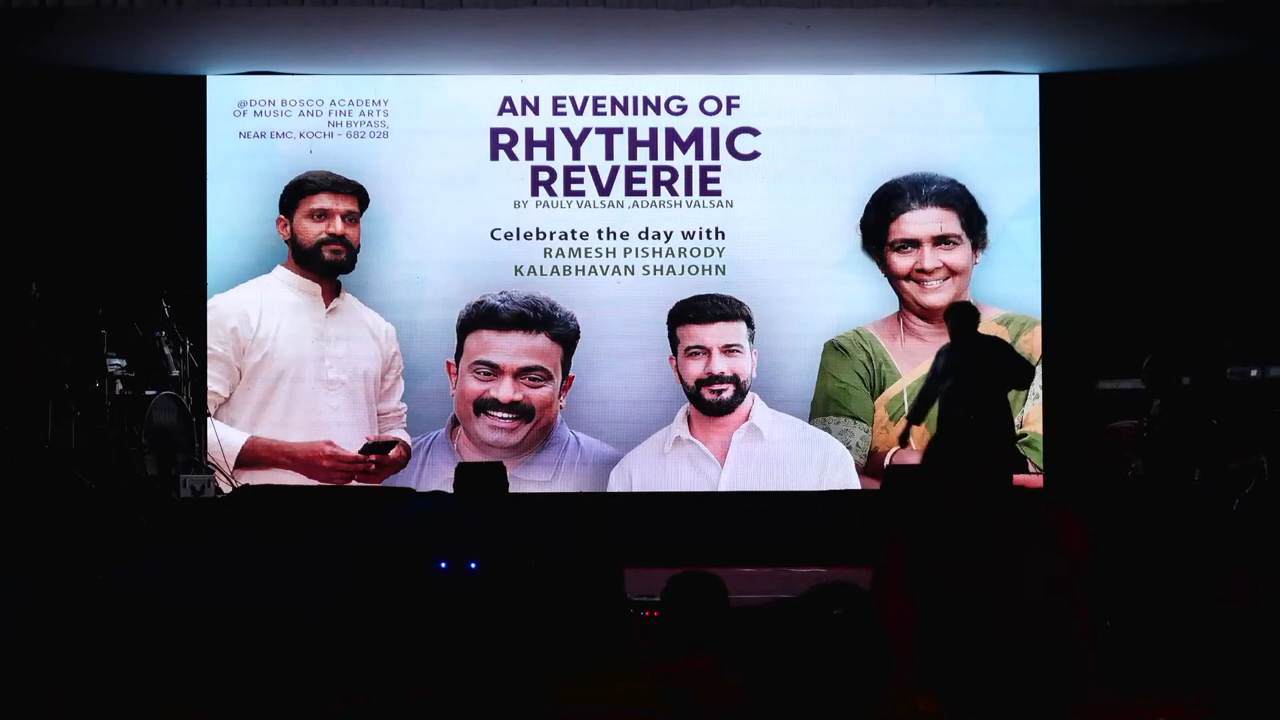 @DON BOSCO ACADEMY
OF MUSIC AND FINE ARTS
NH BYPASS,
NEAR EMC, KOCHI - 682 028
AN EVENING OF
RHYTHMIC
REVERIE
BY PAULY VALSAN ,ADARSH VALSAN
Celebrate the day with
RAMESH PISHARODY
KALABHAVAN SHAJOHN